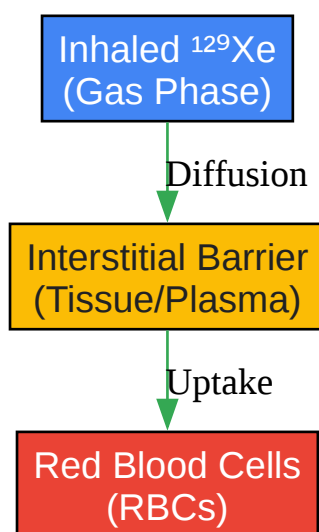 Inhaled ¹²⁹Xe
(Gas Phase)
Diffusion
Interstitial Barrier
(Tissue/Plasma)
Uptake
Red Blood Cells
(RBCs)